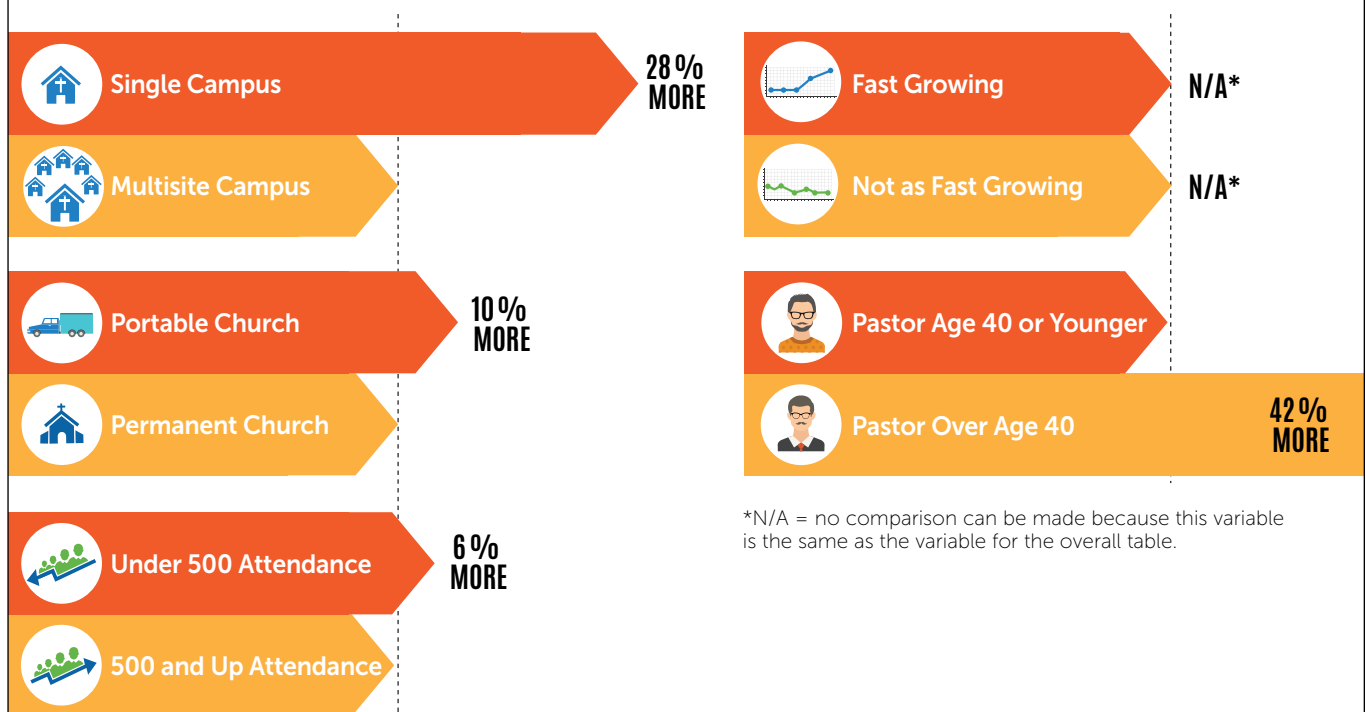 Single Campus
28%
MORE
Multisite Campus
Portable Church
10%
MORE
Permanent Church
Under 500 Attendance
6%
MORE
500 and Up Attendance
Fast Growing
N/A*
Not as Fast Growing
N/A*
Pastor Age 40 or Younger
Pastor Over Age 40
42%
MORE
*N/A = no comparison can be made because this variable
is the same as the variable for the overall table.